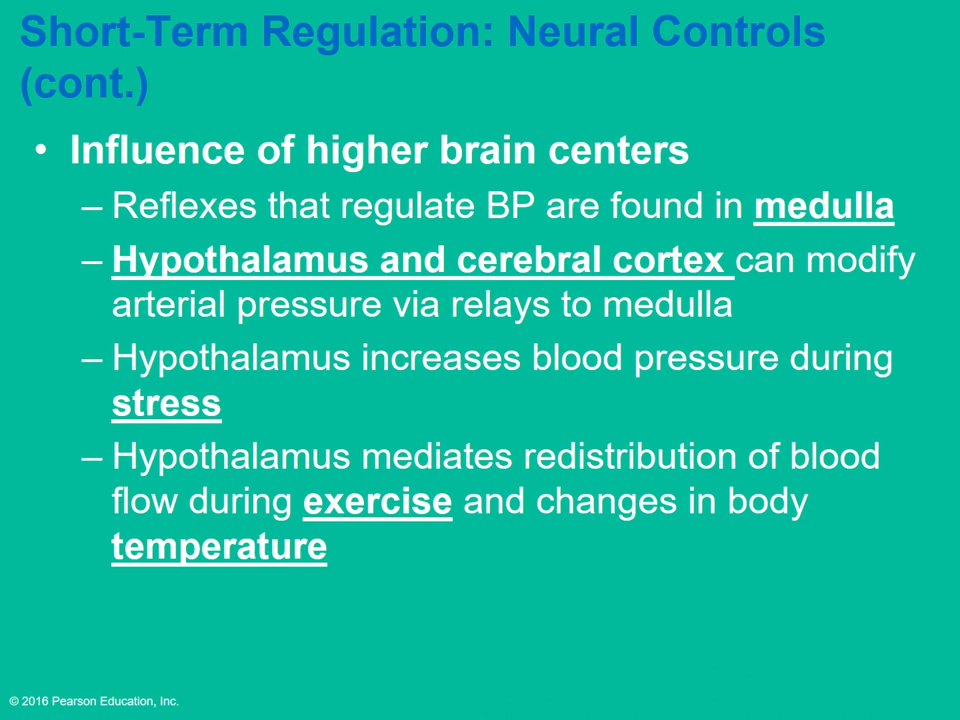 Short-Term Regulation: Neural Controls
(cont.)
• Influence of higher brain centers
– Reflexes that regulate BP are found in medulla
– Hypothalamus and cerebral cortex can modify
arterial pressure via relays to medulla
– Hypothalamus increases blood pressure during
stress
– Hypothalamus mediates redistribution of blood
flow during exercise and changes in body
temperature
© 2016 Pearson Education, Inc.